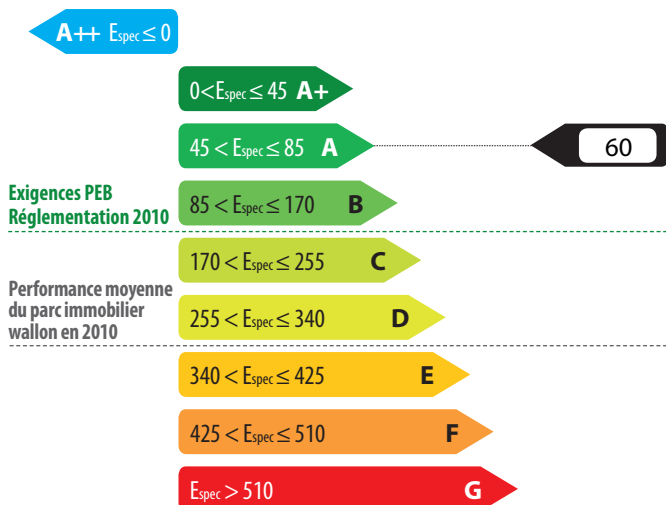 A++ Espec ≤ 0
0<Espec ≤ 45 A+
45 < Espec ≤ 85 A
60
Exigences PEB
Réglementation 2010
85 < Espec ≤ 170 B
170 < Espec ≤ 255 C
Performance moyenne
du parc immobilier
wallon en 2010
255 < Espec ≤ 340 D
340 < Espec ≤ 425 E
425 < Espec ≤ 510 F
Espec > 510 G